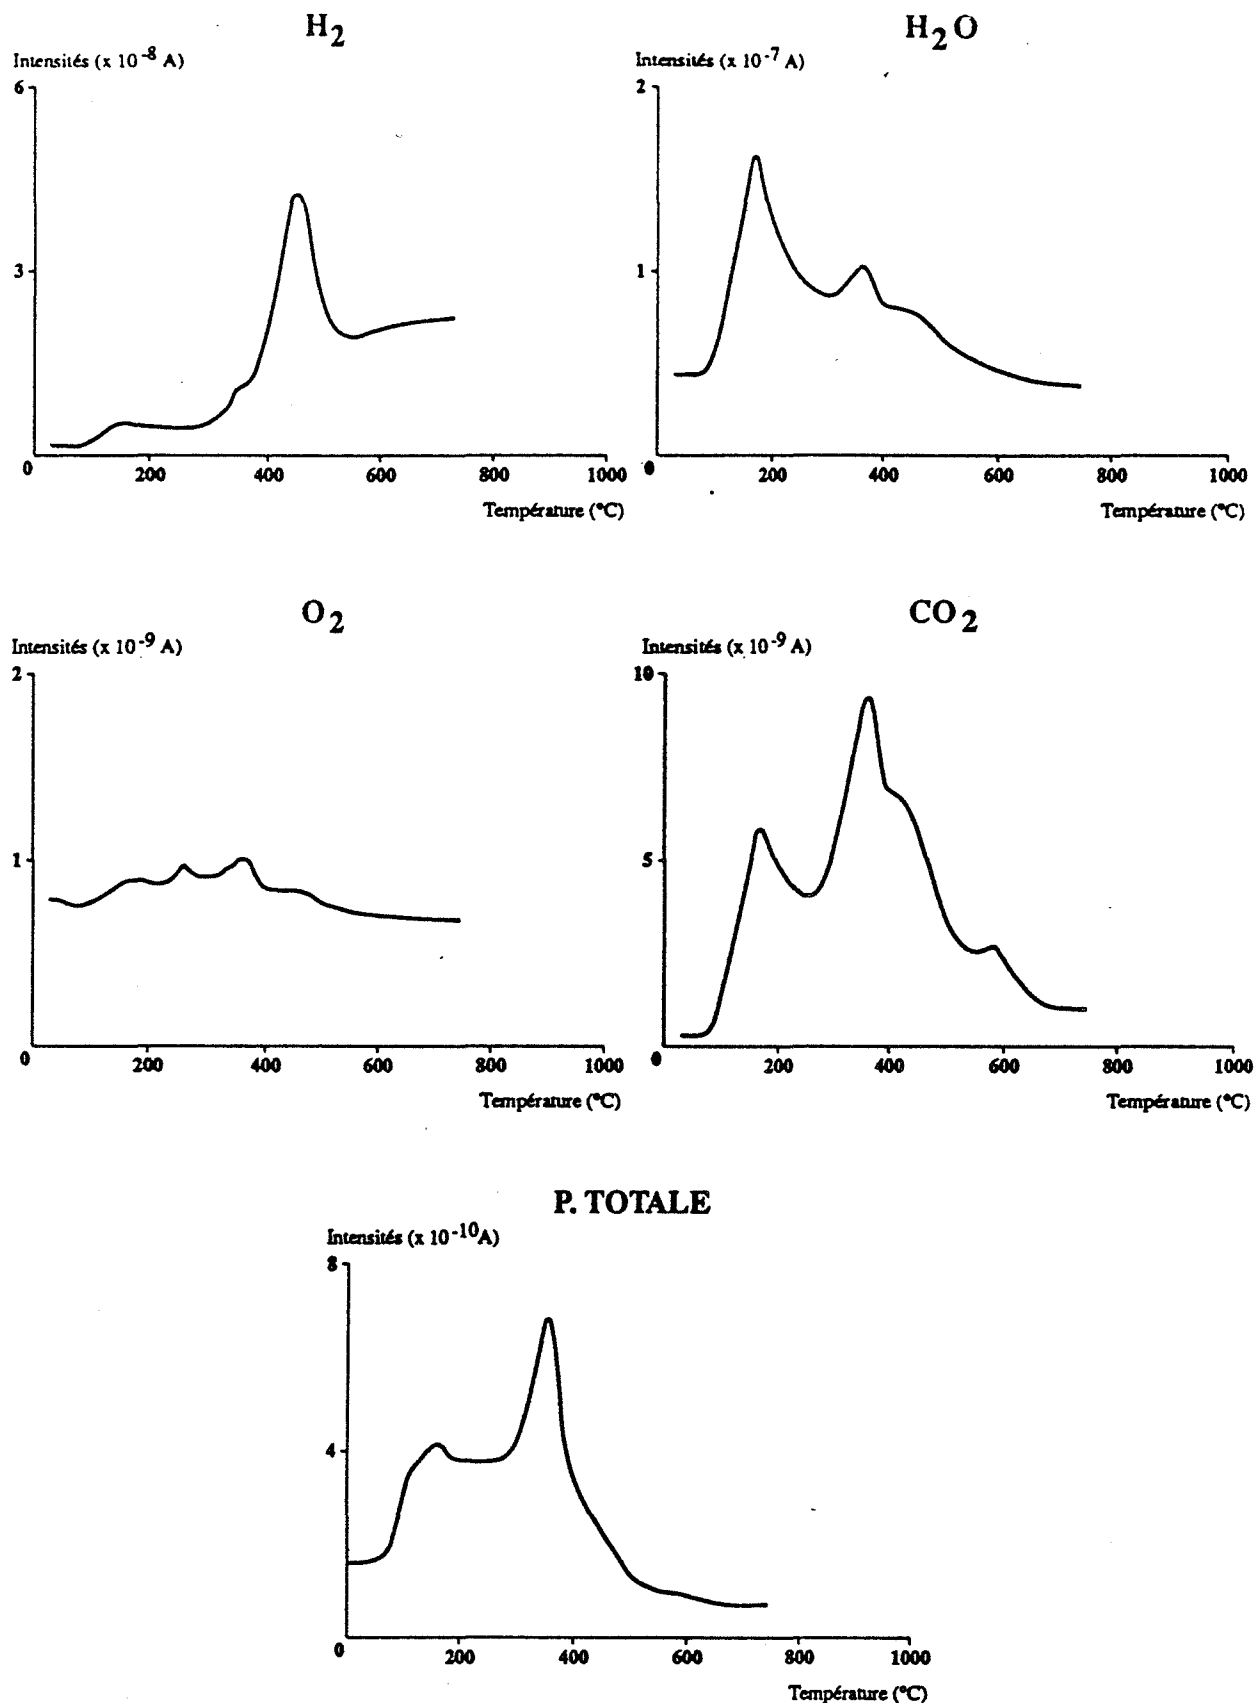 H2
Intensités (x 10-8 A)
6
3
0
200
400
600
800
1000
Température (°C)
H2O
Intensités (x 10-7 A)
2
1
0
200
400
600
800
1000
Température (°C)
O2
Intensités (x 10-9 A)
2
1
0
200
400
600
800
1000
Température (°C)
CO2
Intensités (x 10-9 A)
10
5
0
200
400
600
800
1000
Température (°C)
P. TOTALE
Intensités (x 10-10A)
8
4
0
200
400
600
800
1000
Température (°C)